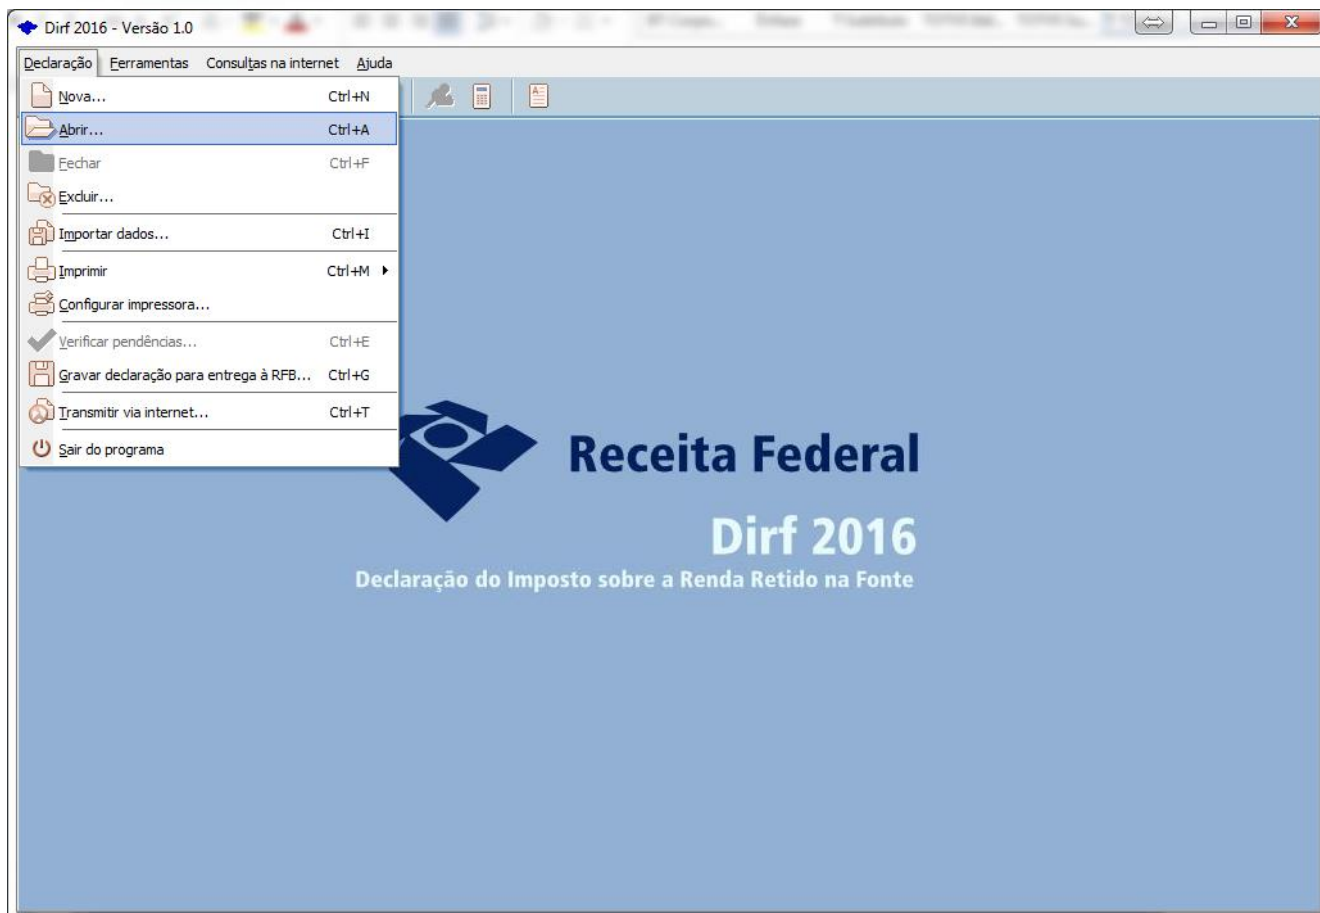 Dirf 2016 - Versão 1.0
Declaração Ferramentas Consultas na internet Ajuda
Nova... Ctrl+N
Abrir... Ctrl+A
Fechar Ctrl+F
Excluir...
Importar dados... Ctrl+I
Imprimir Ctrl+M
Configurar impressora...
Verificar pendências... Ctrl+E
Gravar declaração para entrega à RFB... Ctrl+G
Transmitir via internet... Ctrl+T
Sair do programa
Receita Federal
Dirf 2016
Declaração do Imposto sobre a Renda Retido na Fonte